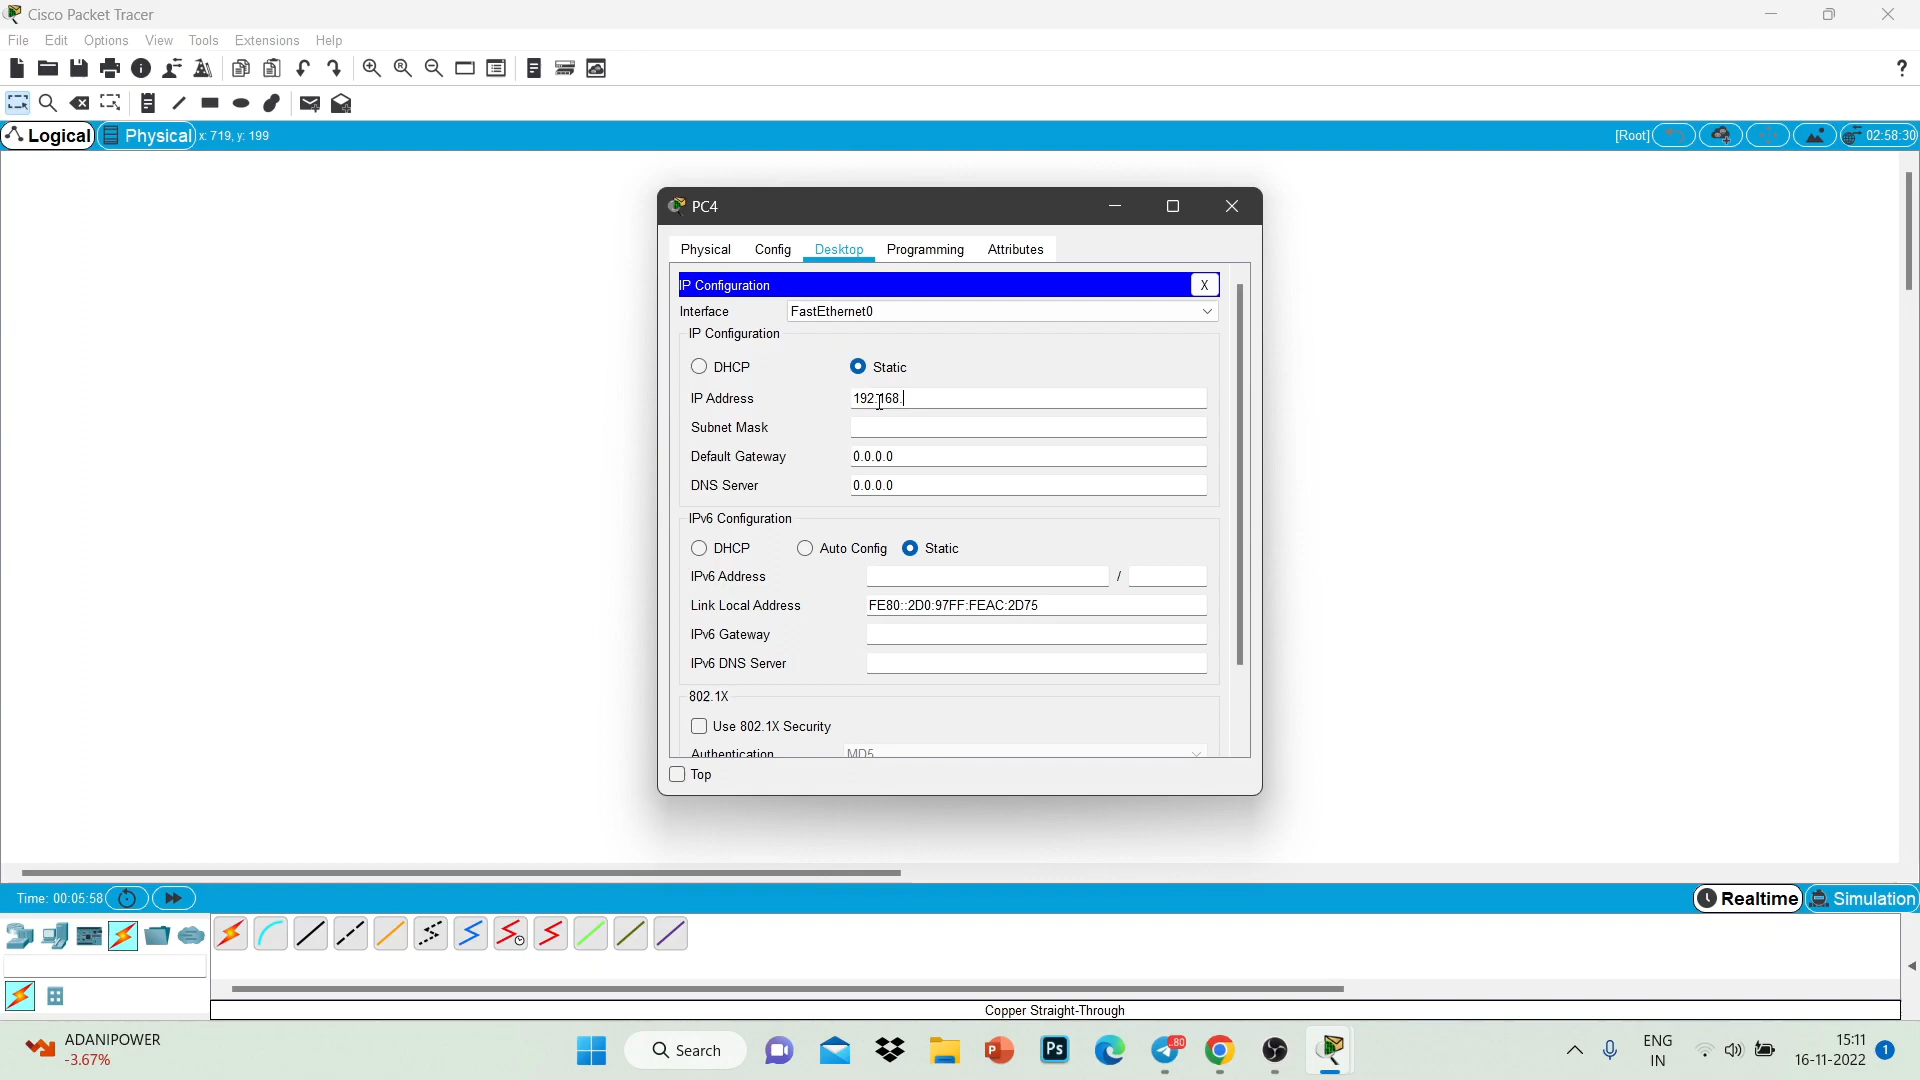 Cisco Packet Tracer
File Edit Options View Tools Extensions Help
?
Logical Physical x: 719, y: 199 [Root] 02:58:30
PC4
Physical Config Desktop Programming Attributes
IP Configuration X
Interface FastEthernet0
IP Configuration
DHCP Static
IP Address 192.168.
Subnet Mask
Default Gateway 0.0.0.0
DNS Server 0.0.0.0
IPv6 Configuration
DHCP Auto Config Static
IPv6 Address /
Link Local Address FE80::2D0:97FF:FEAC:2D75
IPv6 Gateway
IPv6 DNS Server
802.1X
Use 802.1X Security
Authentication MD5
Top
Time: 00:05:58 Realtime Simulation
Copper Straight-Through
ADANIPOWER
-3.67%
Search
Ps
80
ENG
IN
15:11
16-11-2022
1